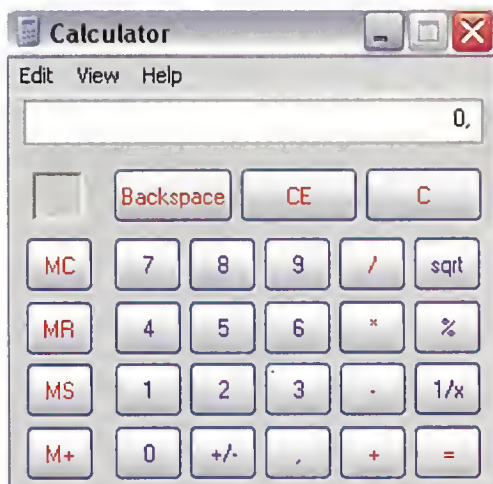 Calculator
Edit View Help
0,
Backspace CE C
MC 7 8 9 / sqrt
MR 4 5 6 * %
MS 1 2 3 - 1/x
M+ 0 +/- , + =